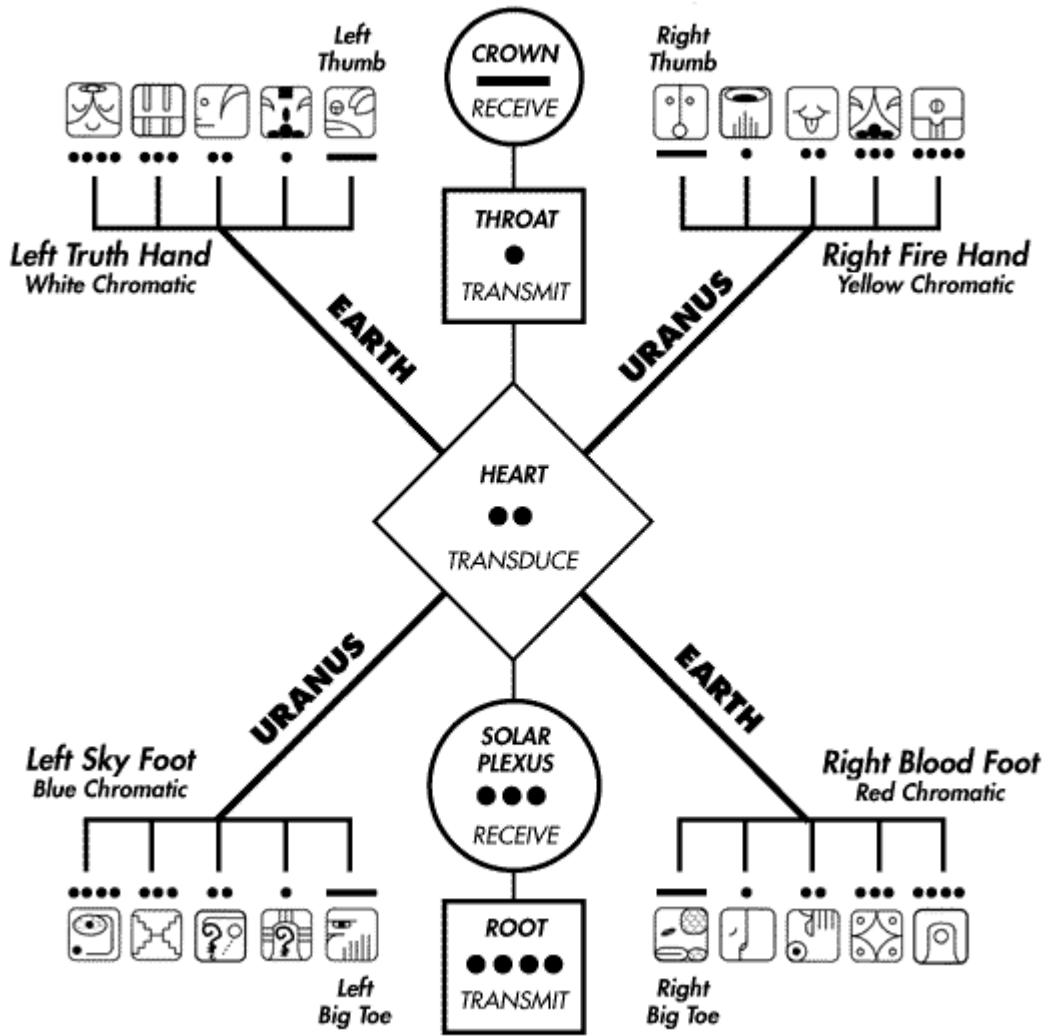 Left
Thumb
CROWN
RECEIVE
Right
Thumb
THROAT
TRANSMIT
Left Truth Hand
White Chromatic
Right Fire Hand
Yellow Chromatic
EARTH
URANUS
HEART
TRANSDUCE
URANUS
EARTH
Left Sky Foot
Blue Chromatic
SOLAR
PLEXUS
RECEIVE
Right Blood Foot
Red Chromatic
ROOT
TRANSMIT
Left
Big Toe
Right
Big Toe